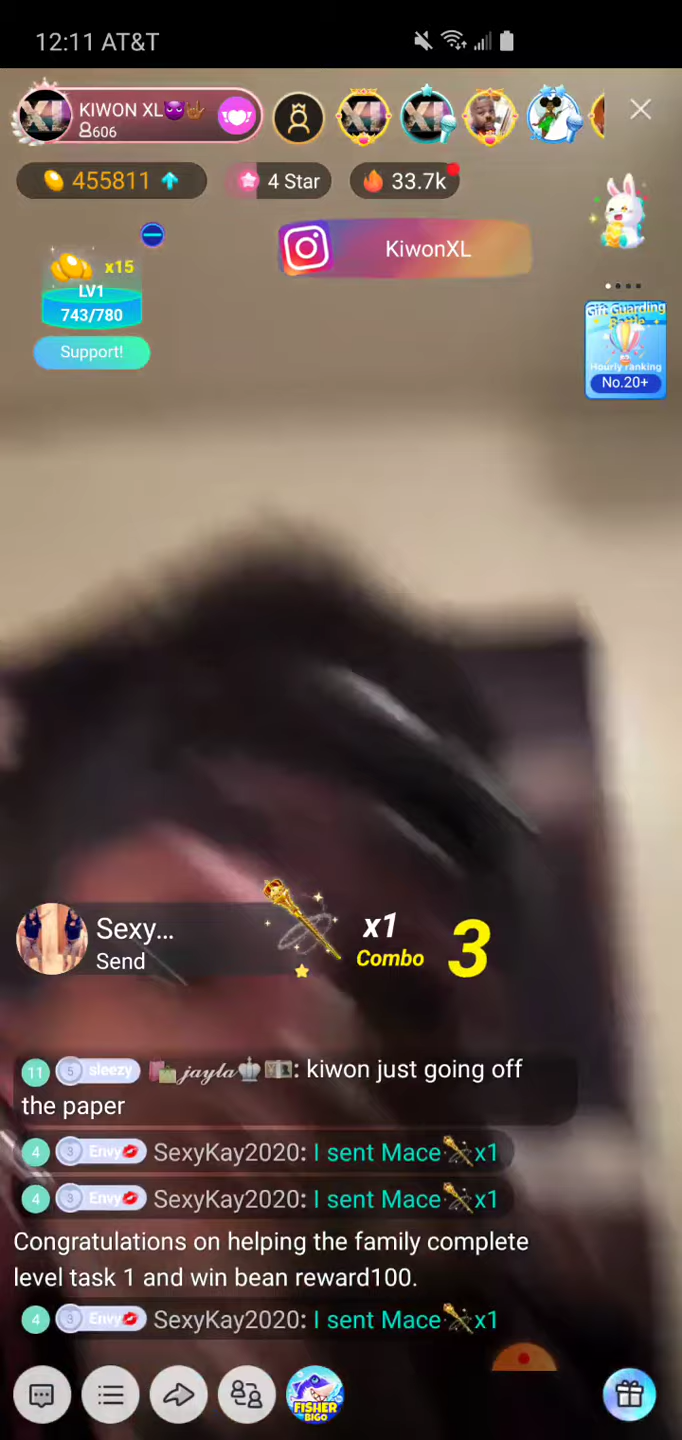 12:11 AT&T
KIWON XL😈🤟🏾
606
455811
4 Star
33.7k
KiwonXL
x15
LV1
743/780
Support!
Gift Guarding
Battle
Hourly ranking
No.20+
Sexy... x1
Send Combo 3
11 5 sleezy 🛍️𝒿𝒶𝓎𝓁𝒶👑💵: kiwon just going off
the paper
4 3 Envy💋 SexyKay2020: I sent Mace x1
4 3 Envy💋 SexyKay2020: I sent Mace x1
Congratulations on helping the family complete
level task 1 and win bean reward100.
4 3 Envy💋 SexyKay2020: I sent Mace x1
FISHER
BIGO